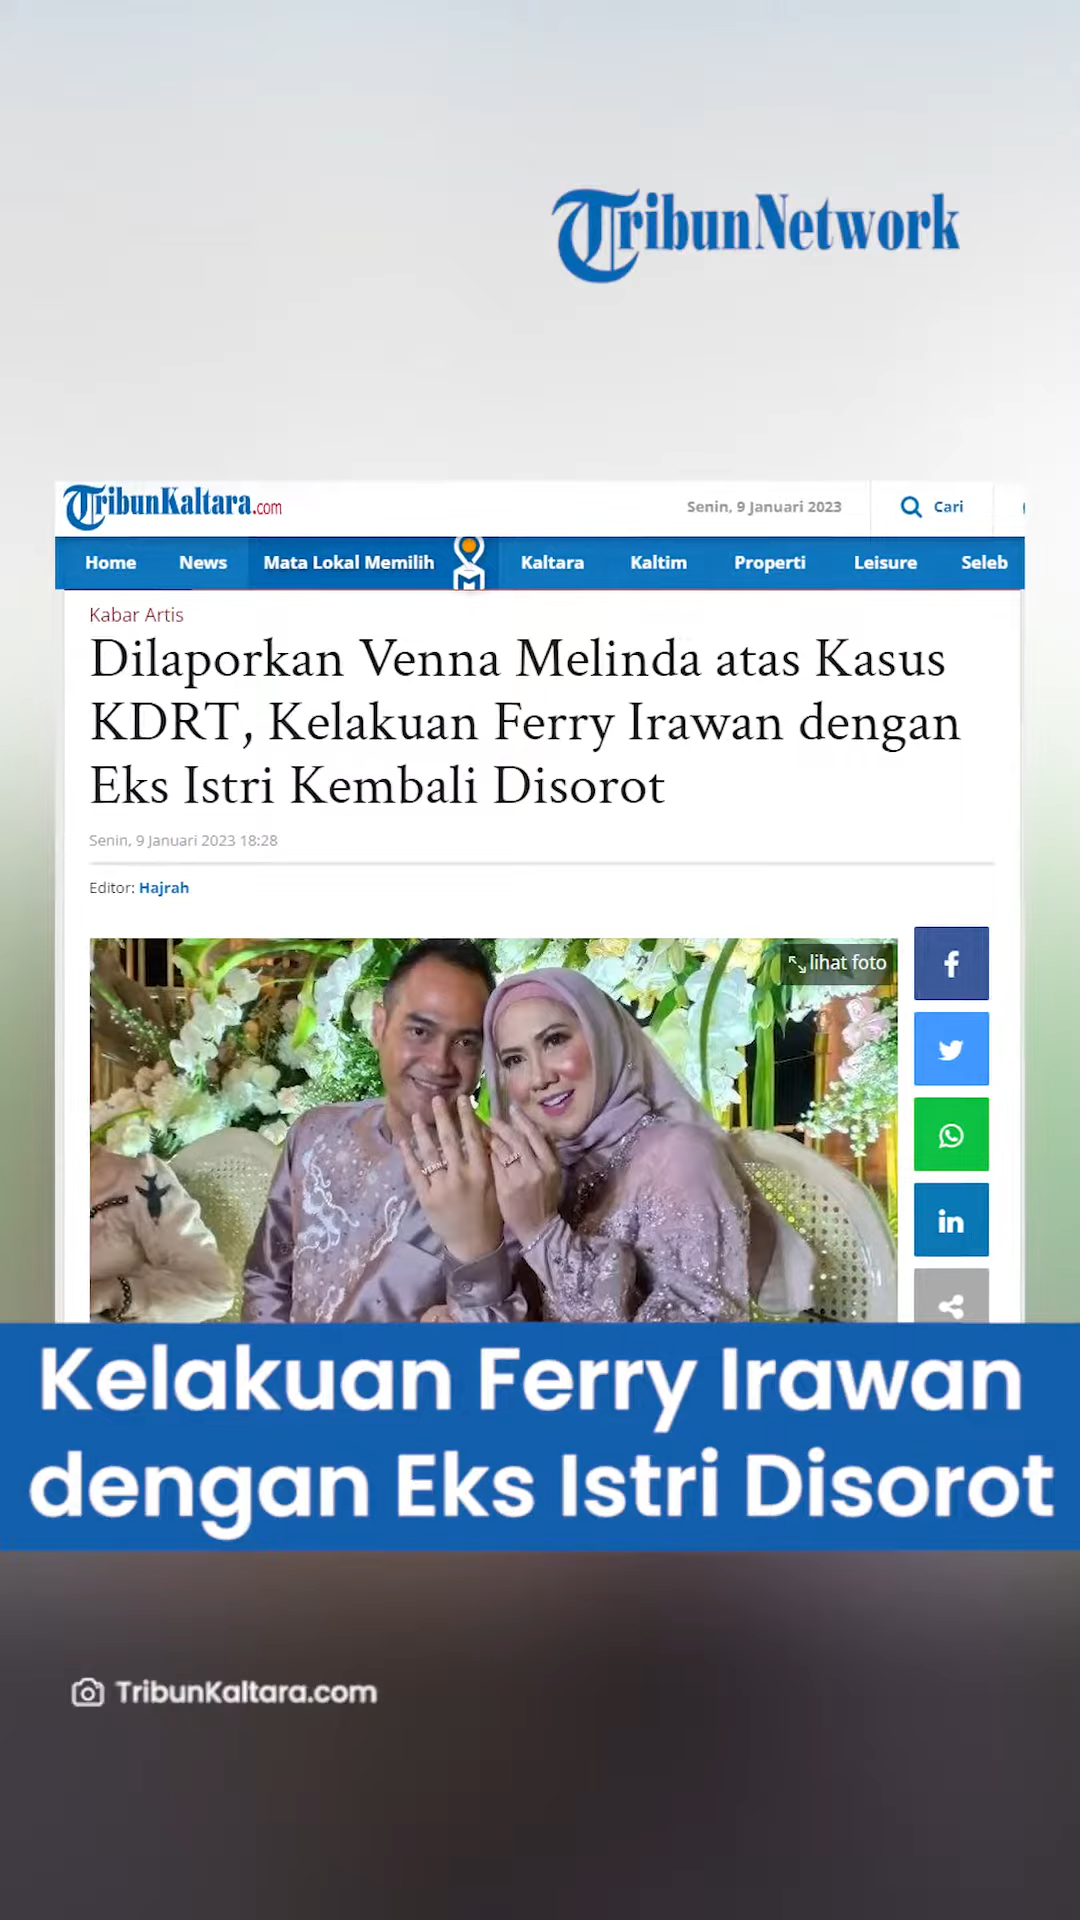 TribunNetwork
TribunKaltara.com
Senin, 9 Januari 2023
Cari
Home News Mata Lokal Memilih M Kaltara Kaltim Properti Leisure Seleb
Kabar Artis
Dilaporkan Venna Melinda atas Kasus
KDRT, Kelakuan Ferry Irawan dengan
Eks Istri Kembali Disorot
Senin, 9 Januari 2023 18:28
Editor: Hajrah
lihat foto
Kelakuan Ferry Irawan
dengan Eks Istri Disorot
TribunKaltara.com